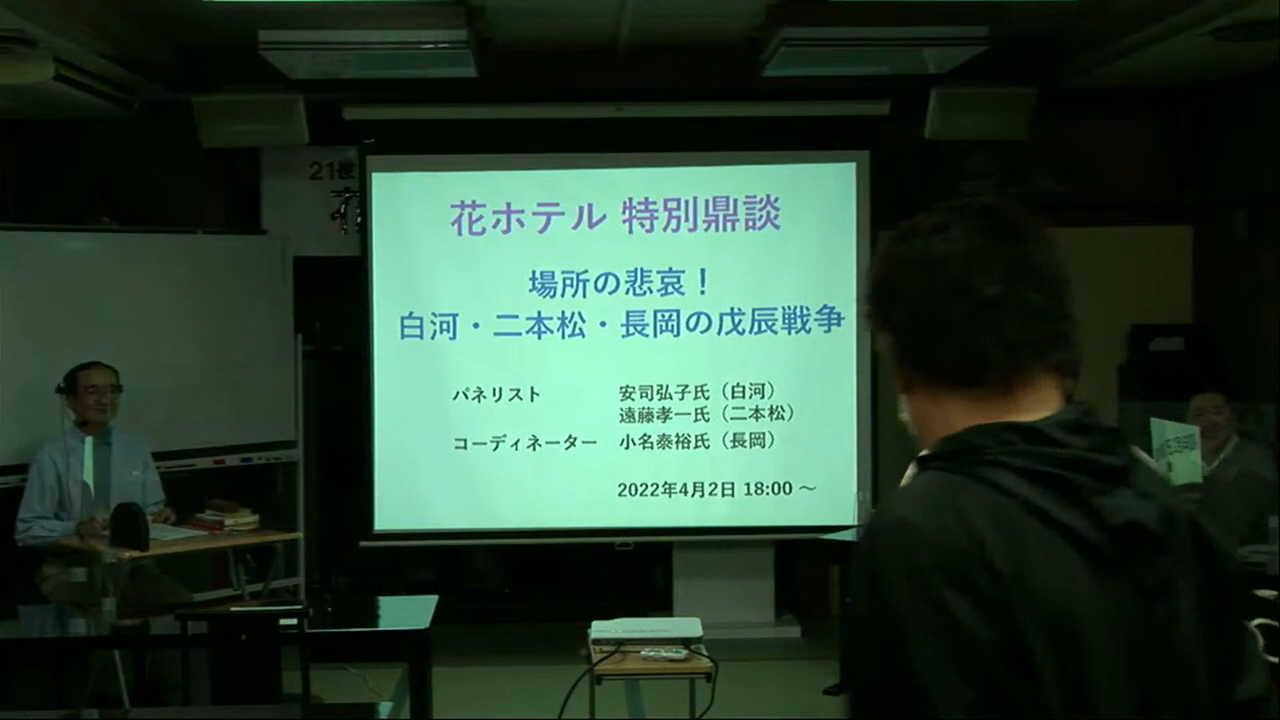 21世
花ホテル 特別鼎談
場所の悲哀！
白河・二本松・長岡の戊辰戦争
パネリスト 安司弘子氏（白河）
遠藤孝一氏（二本松）
コーディネーター 小名泰裕氏（長岡）
2022年4月2日 18:00 ～